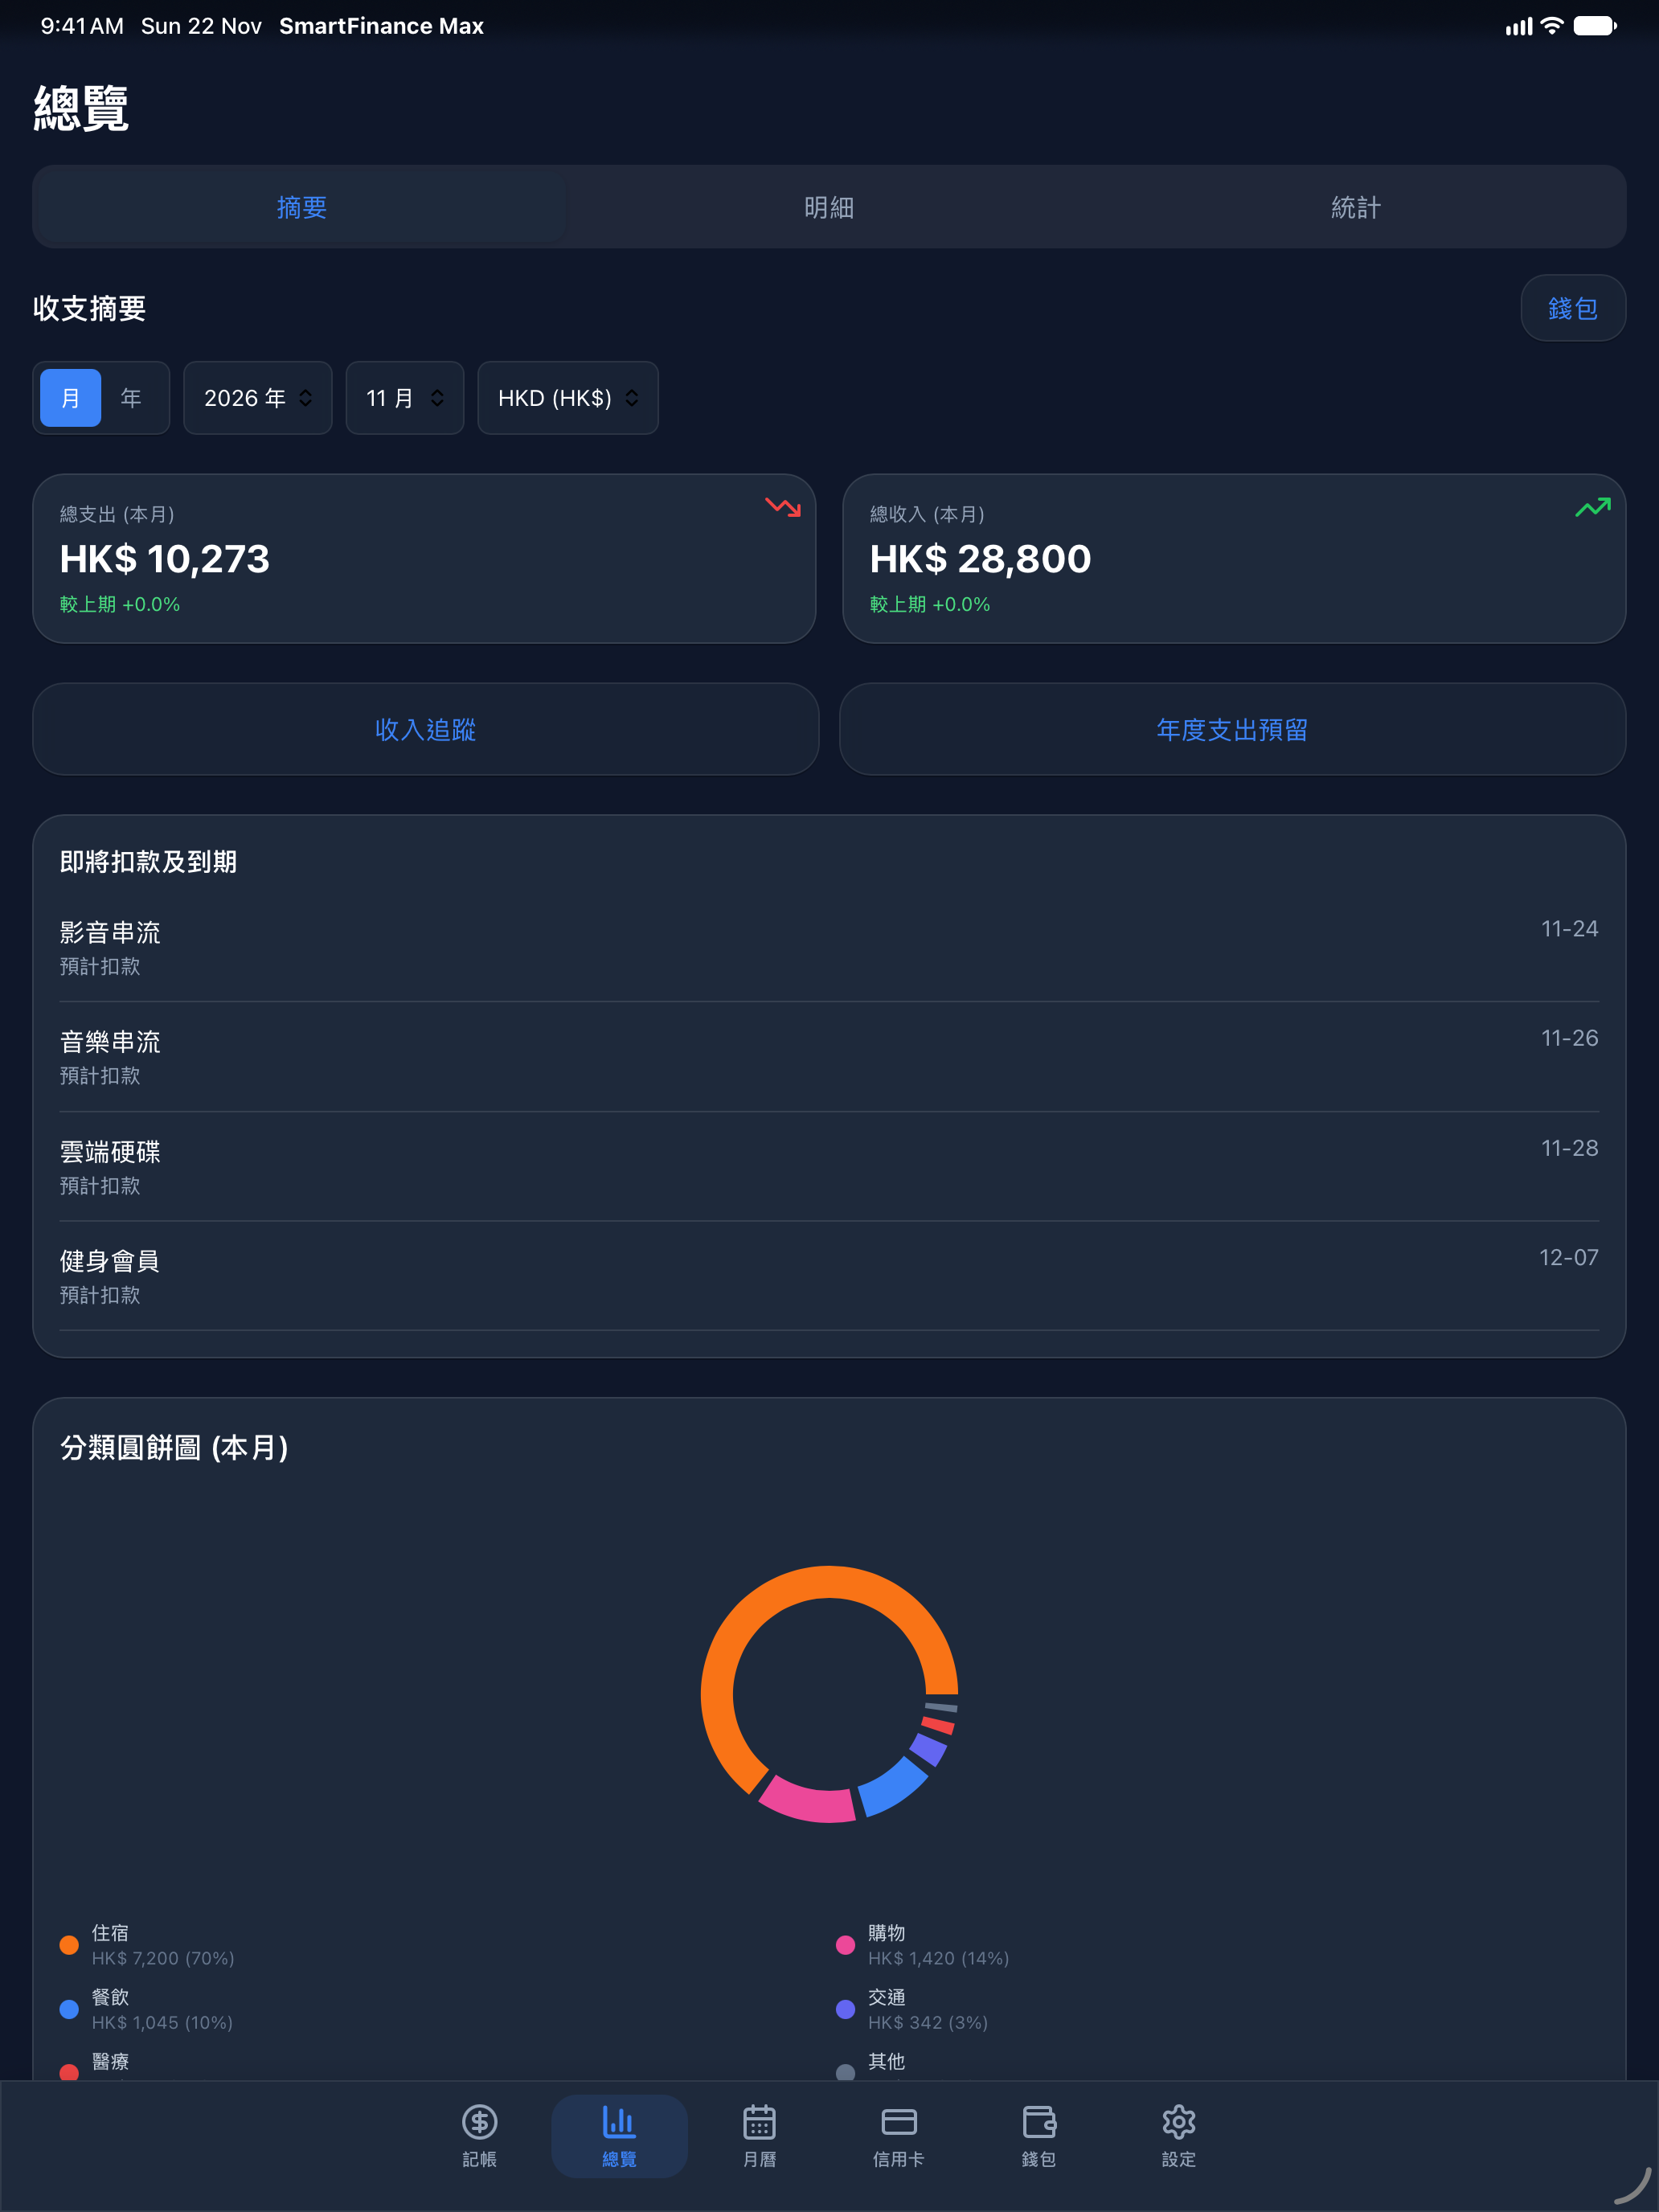 9:41 AM Sun 22 Nov SmartFinance Max
總覽
摘要 明細 統計
收支摘要 錢包
月 年 2026 年 11 月 HKD (HK$)
總支出 (本月)
HK$ 10,273
較上期 +0.0%
總收入 (本月)
HK$ 28,800
較上期 +0.0%
收入追蹤 年度支出預留
即將扣款及到期
影音串流 11-24
預計扣款
音樂串流 11-26
預計扣款
雲端硬碟 11-28
預計扣款
健身會員 12-07
預計扣款
分類圓餅圖 (本月)
住宿
HK$ 7,200 (70%)
購物
HK$ 1,420 (14%)
餐飲
HK$ 1,045 (10%)
交通
HK$ 342 (3%)
醫療
其他
記帳 總覽 月曆 信用卡 錢包 設定